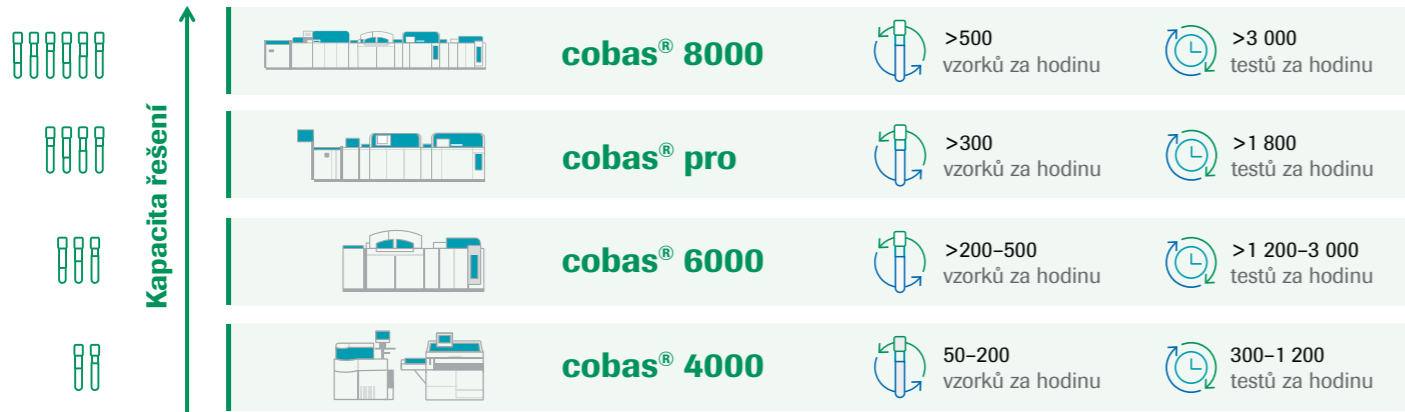 Kapacita řešení
cobas® 8000
>500
vzorků za hodinu
>3 000
testů za hodinu
cobas® pro
>300
vzorků za hodinu
>1 800
testů za hodinu
cobas® 6000
>200–500
vzorků za hodinu
>1 200–3 000
testů za hodinu
cobas® 4000
50–200
vzorků za hodinu
300–1 200
testů za hodinu